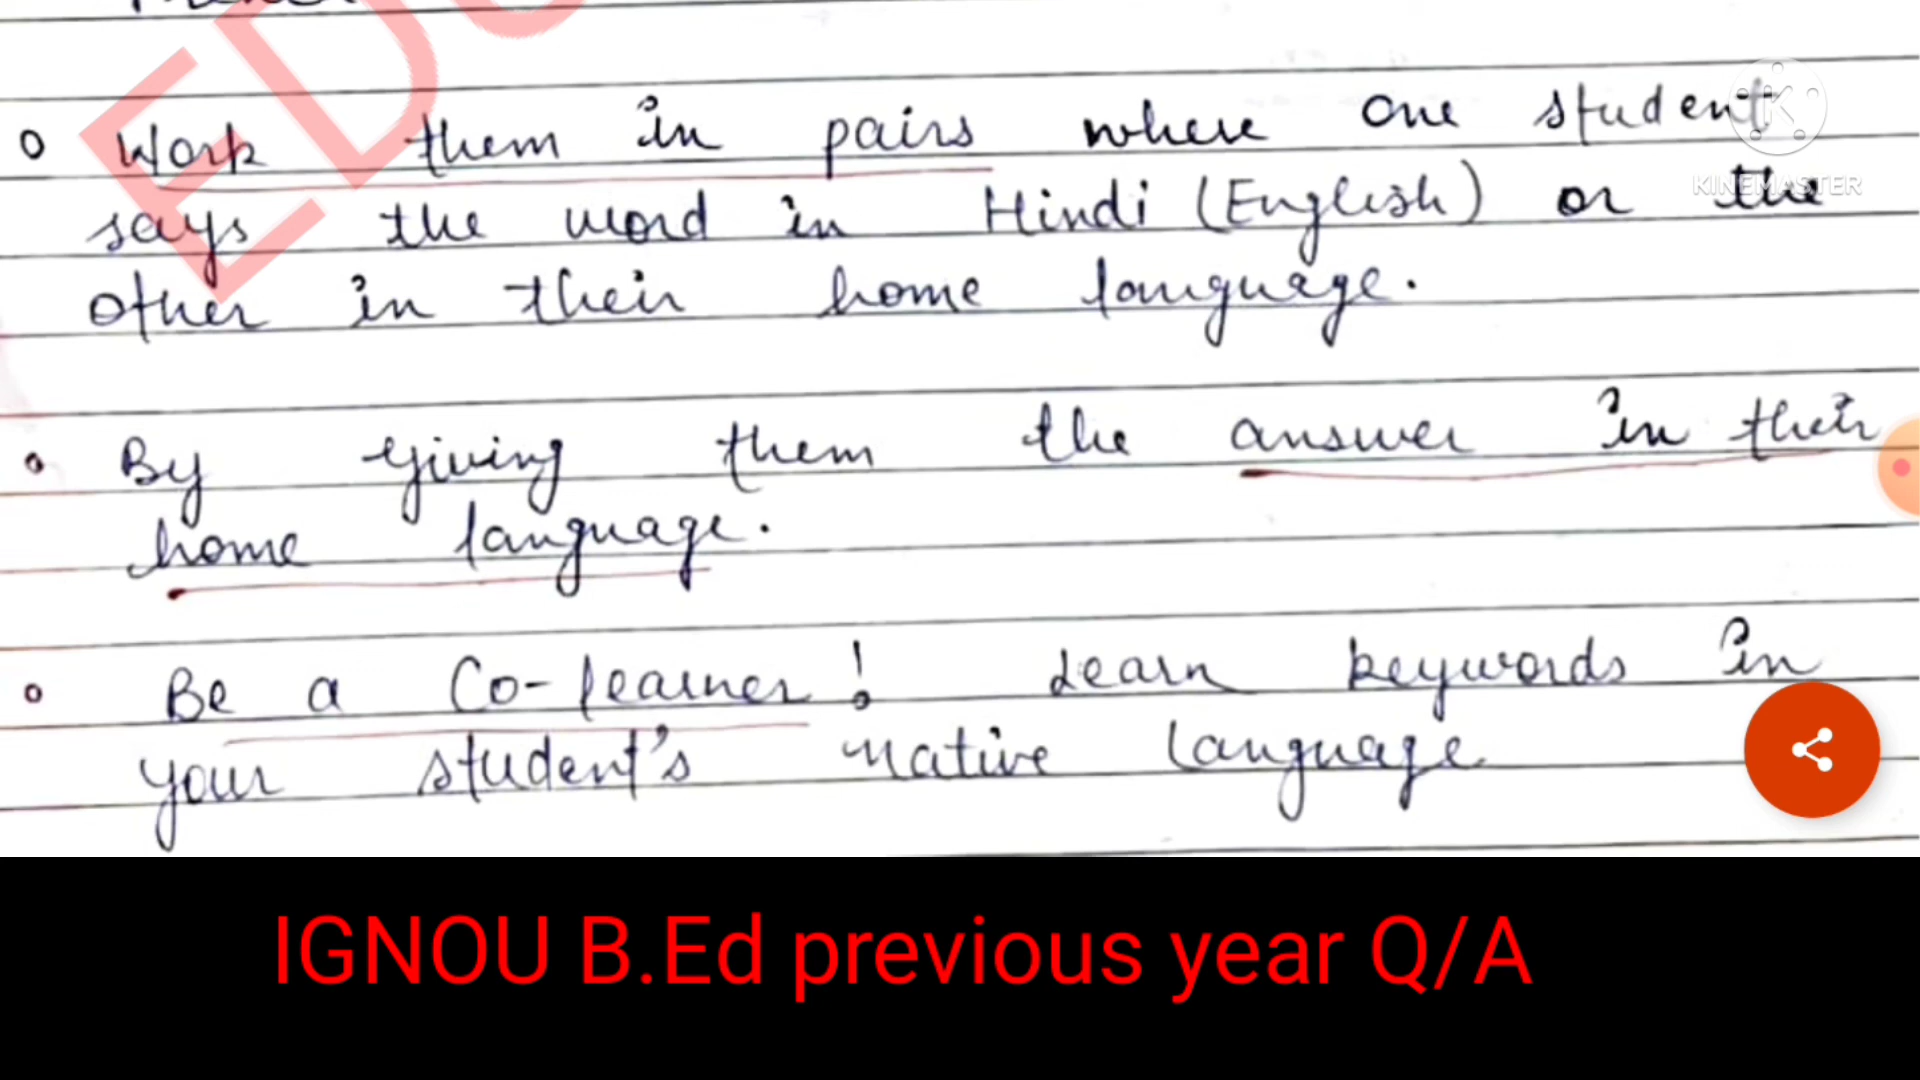 EDU
o Work them in pairs where one student
KINEMASTER
says the word in Hindi (English) or the
other in their home language.
o By giving them the answer in their
home language.
o Be a Co-learner! Learn keywords in
your student's native language
IGNOU B.Ed previous year Q/A